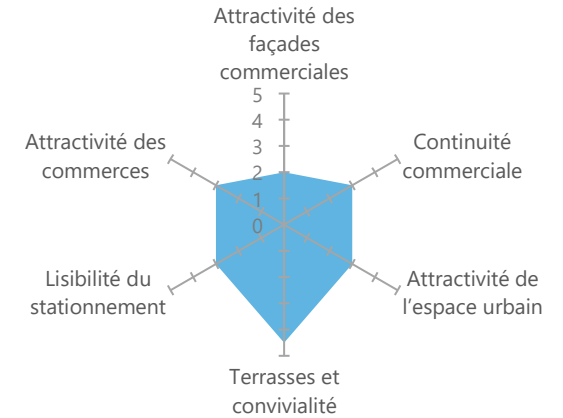 Attractivité des
façades
commerciales
5
4
3
2
1
0
Continuité
commerciale
Attractivité de
l'espace urbain
Terrasses et
convivialité
Lisibilité du
stationnement
Attractivité des
commerces